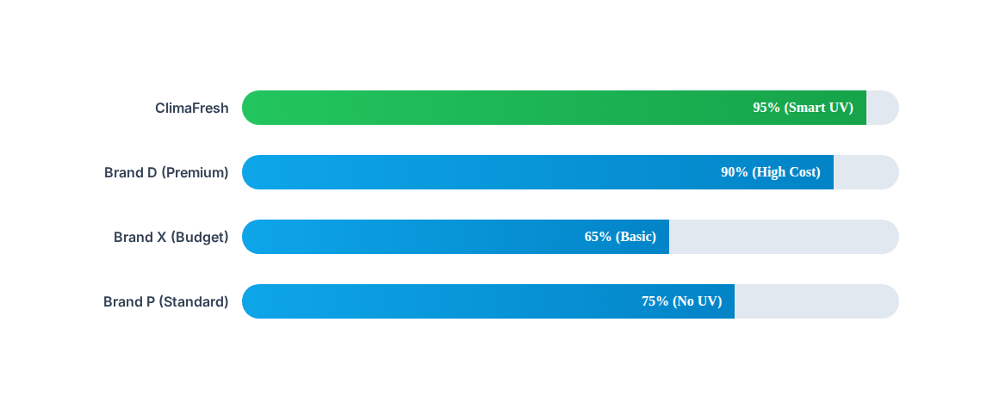 ClimaFresh 95% (Smart UV)
Brand D (Premium) 90% (High Cost)
Brand X (Budget) 65% (Basic)
Brand P (Standard) 75% (No UV)